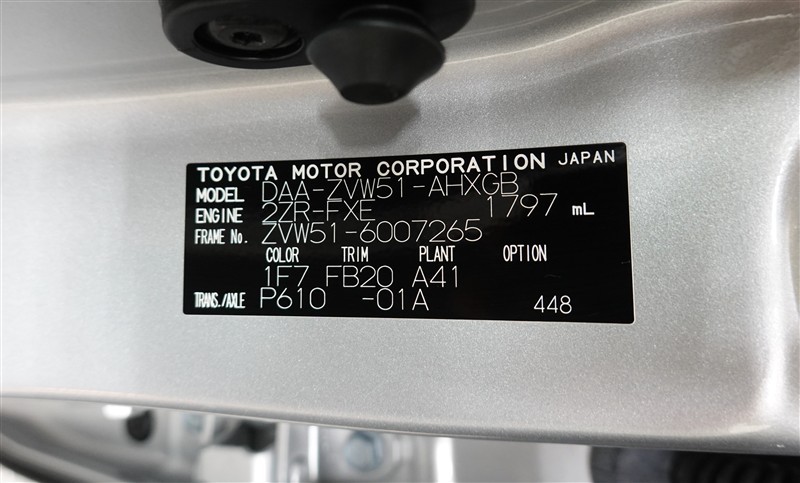 TOYOTA MOTOR CORPORATION JAPAN
MODEL DAA-ZVW51-AHXGB
ENGINE 2ZR-FXE 1797 mL
FRAME No. ZVW51-6007265
COLOR TRIM PLANT OPTION
1F7 FB20 A41
TRANS./AXLE P610 -01A 448